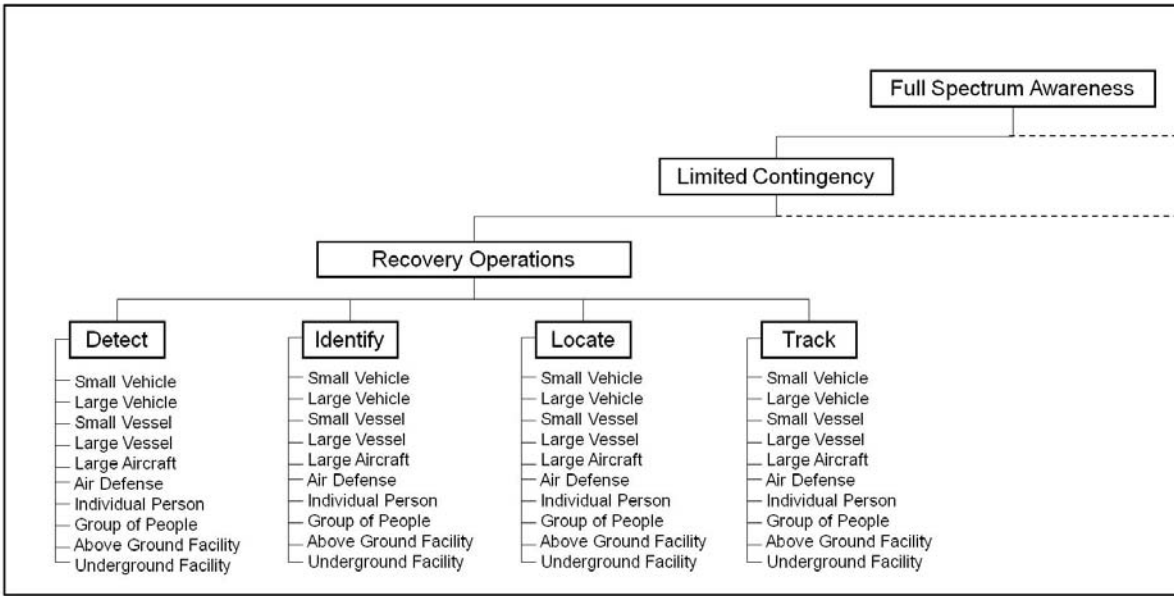 Full Spectrum Awareness
Limited Contingency
Recovery Operations
Detect
Small Vehicle
Large Vehicle
Small Vessel
Large Vessel
Large Aircraft
Air Defense
Individual Person
Group of People
Above Ground Facility
Underground Facility
Identify
Small Vehicle
Large Vehicle
Small Vessel
Large Vessel
Large Aircraft
Air Defense
Individual Person
Group of People
Above Ground Facility
Underground Facility
Locate
Small Vehicle
Large Vehicle
Small Vessel
Large Vessel
Large Aircraft
Air Defense
Individual Person
Group of People
Above Ground Facility
Underground Facility
Track
Small Vehicle
Large Vehicle
Small Vessel
Large Vessel
Large Aircraft
Air Defense
Individual Person
Group of People
Above Ground Facility
Underground Facility